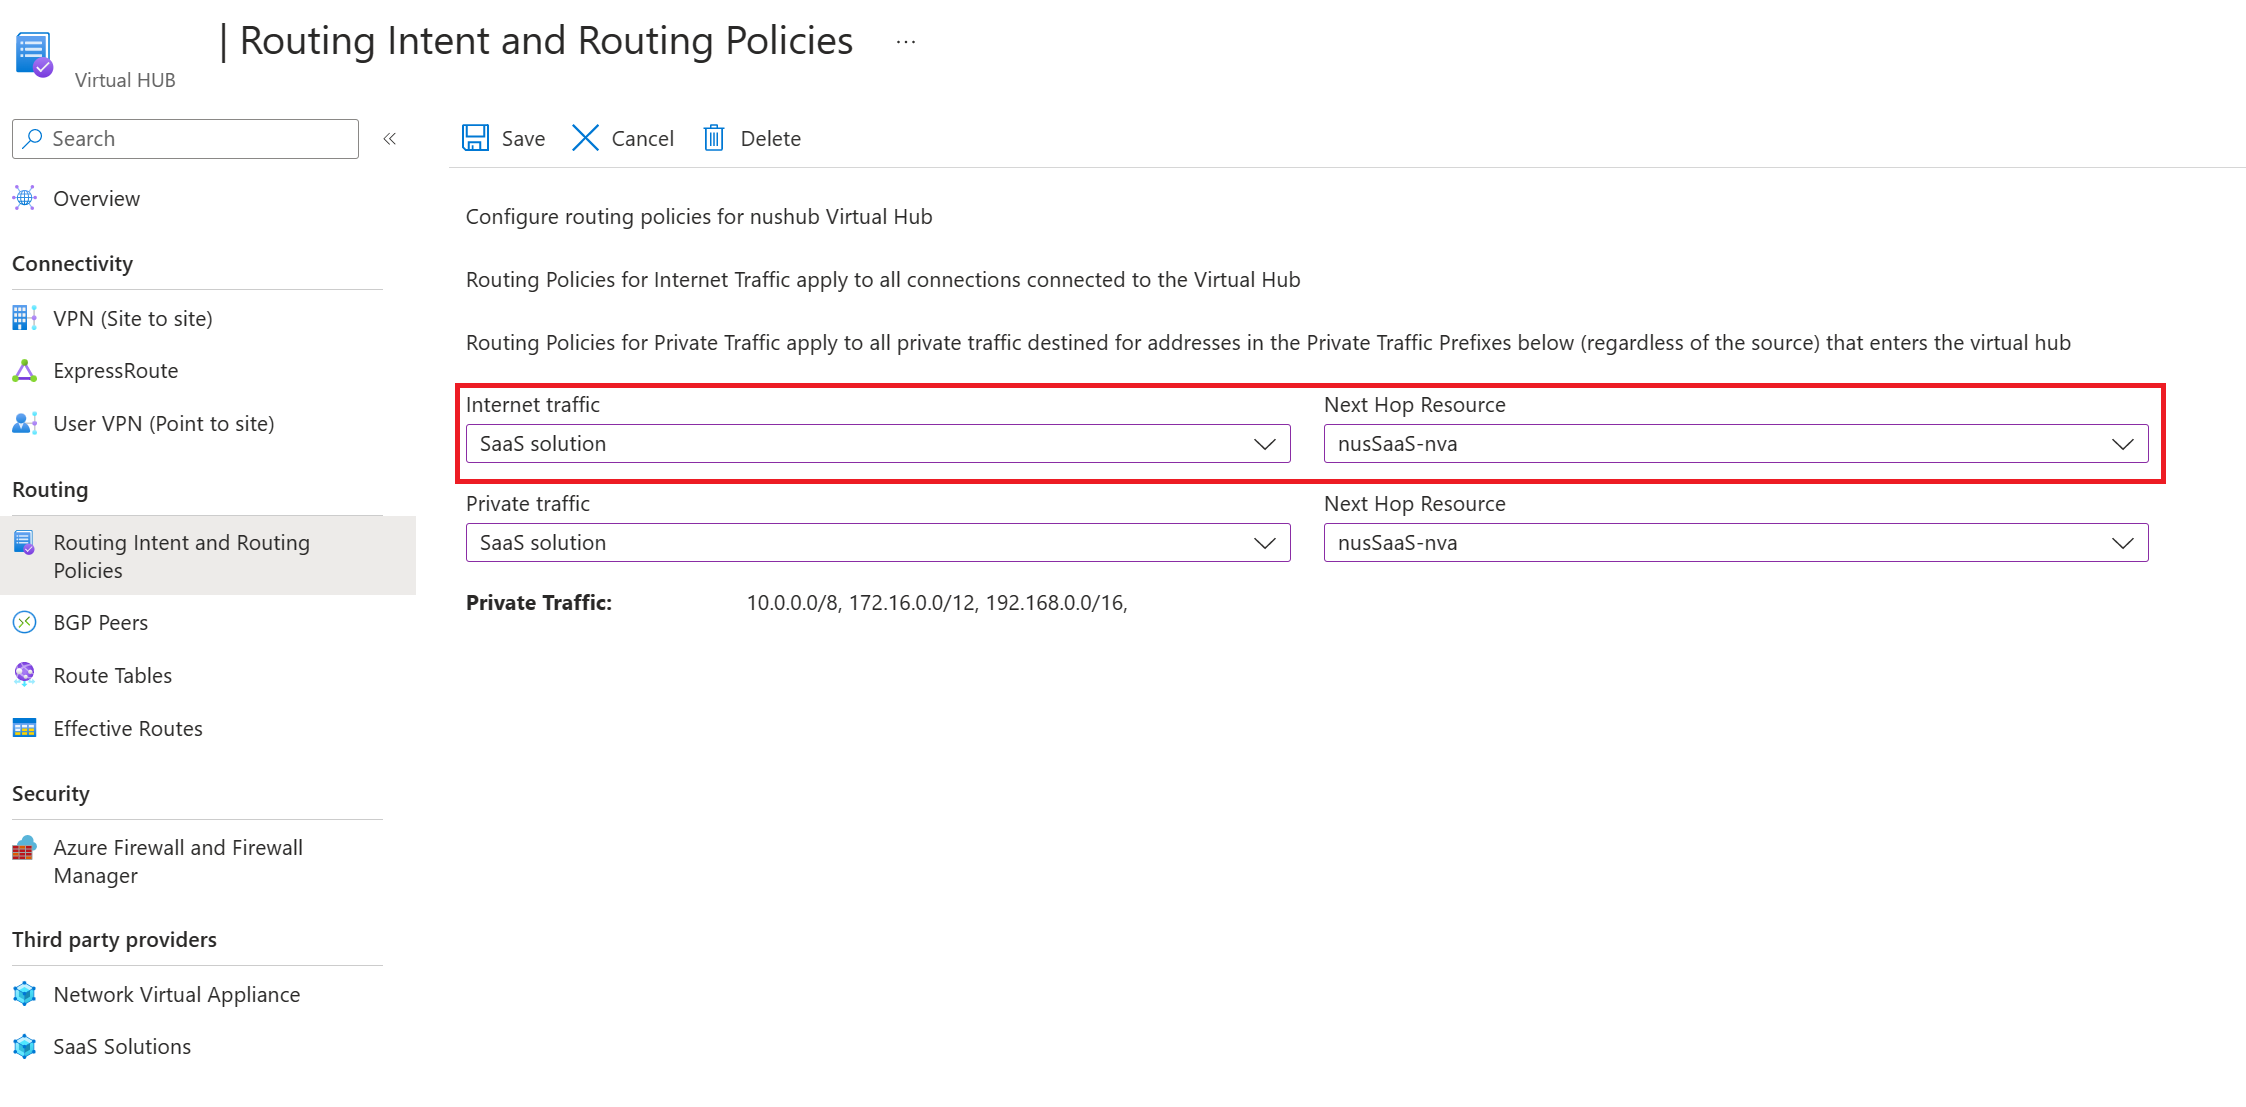 | Routing Intent and Routing Policies ...
Virtual HUB
Search «
Overview
Connectivity
VPN (Site to site)
ExpressRoute
User VPN (Point to site)
Routing
Routing Intent and Routing
Policies
BGP Peers
Route Tables
Effective Routes
Security
Azure Firewall and Firewall
Manager
Third party providers
Network Virtual Appliance
SaaS Solutions
Save Cancel Delete
Configure routing policies for nushub Virtual Hub
Routing Policies for Internet Traffic apply to all connections connected to the Virtual Hub
Routing Policies for Private Traffic apply to all private traffic destined for addresses in the Private Traffic Prefixes below (regardless of the source) that enters the virtual hub
Internet traffic Next Hop Resource
SaaS solution nusSaaS-nva
Private traffic Next Hop Resource
SaaS solution nusSaaS-nva
Private Traffic: 10.0.0.0/8, 172.16.0.0/12, 192.168.0.0/16,